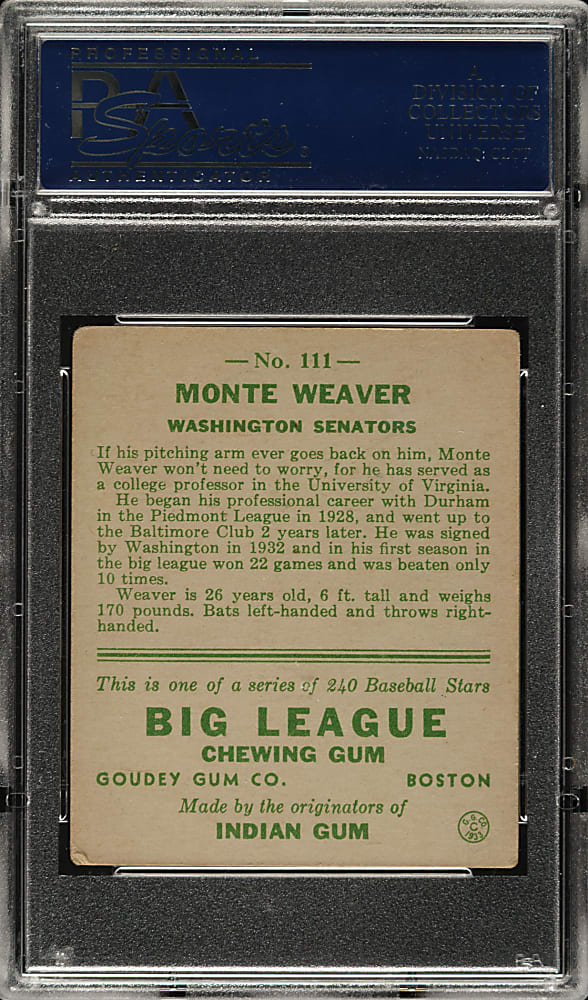 PROFESSIONAL
PSA
Sports
AUTHENTICATOR
A
DIVISION OF
COLLECTORS
UNIVERSE
NASDAQ: CLCT
— No. 111 —
MONTE WEAVER
WASHINGTON SENATORS
If his pitching arm ever goes back on him, Monte
Weaver won't need to worry, for he has served as
a college professor in the University of Virginia.
He began his professional career with Durham
in the Piedmont League in 1928, and went up to
the Baltimore Club 2 years later. He was signed
by Washington in 1932 and in his first season in
the big league won 22 games and was beaten only
10 times.
Weaver is 26 years old, 6 ft. tall and weighs
170 pounds. Bats left-handed and throws right-
handed.
This is one of a series of 240 Baseball Stars
BIG LEAGUE
CHEWING GUM
GOUDEY GUM CO. BOSTON
Made by the originators of
INDIAN GUM
G. G. CO.
C
1933
PSA